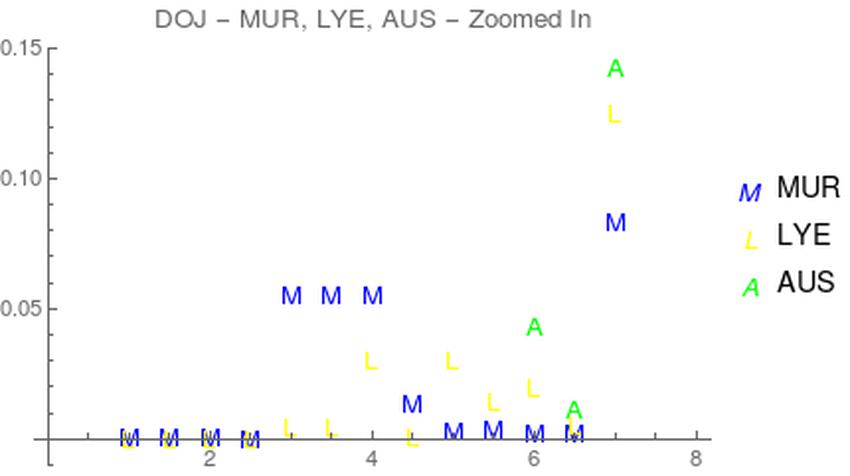 DOJ – MUR, LYE, AUS – Zoomed In
0.15
A
L
0.10
M
M MUR
L LYE
A AUS
0.05
M M M
A
L L
L
M L
A
L L M M M M
M M M M L
2 4 6 8